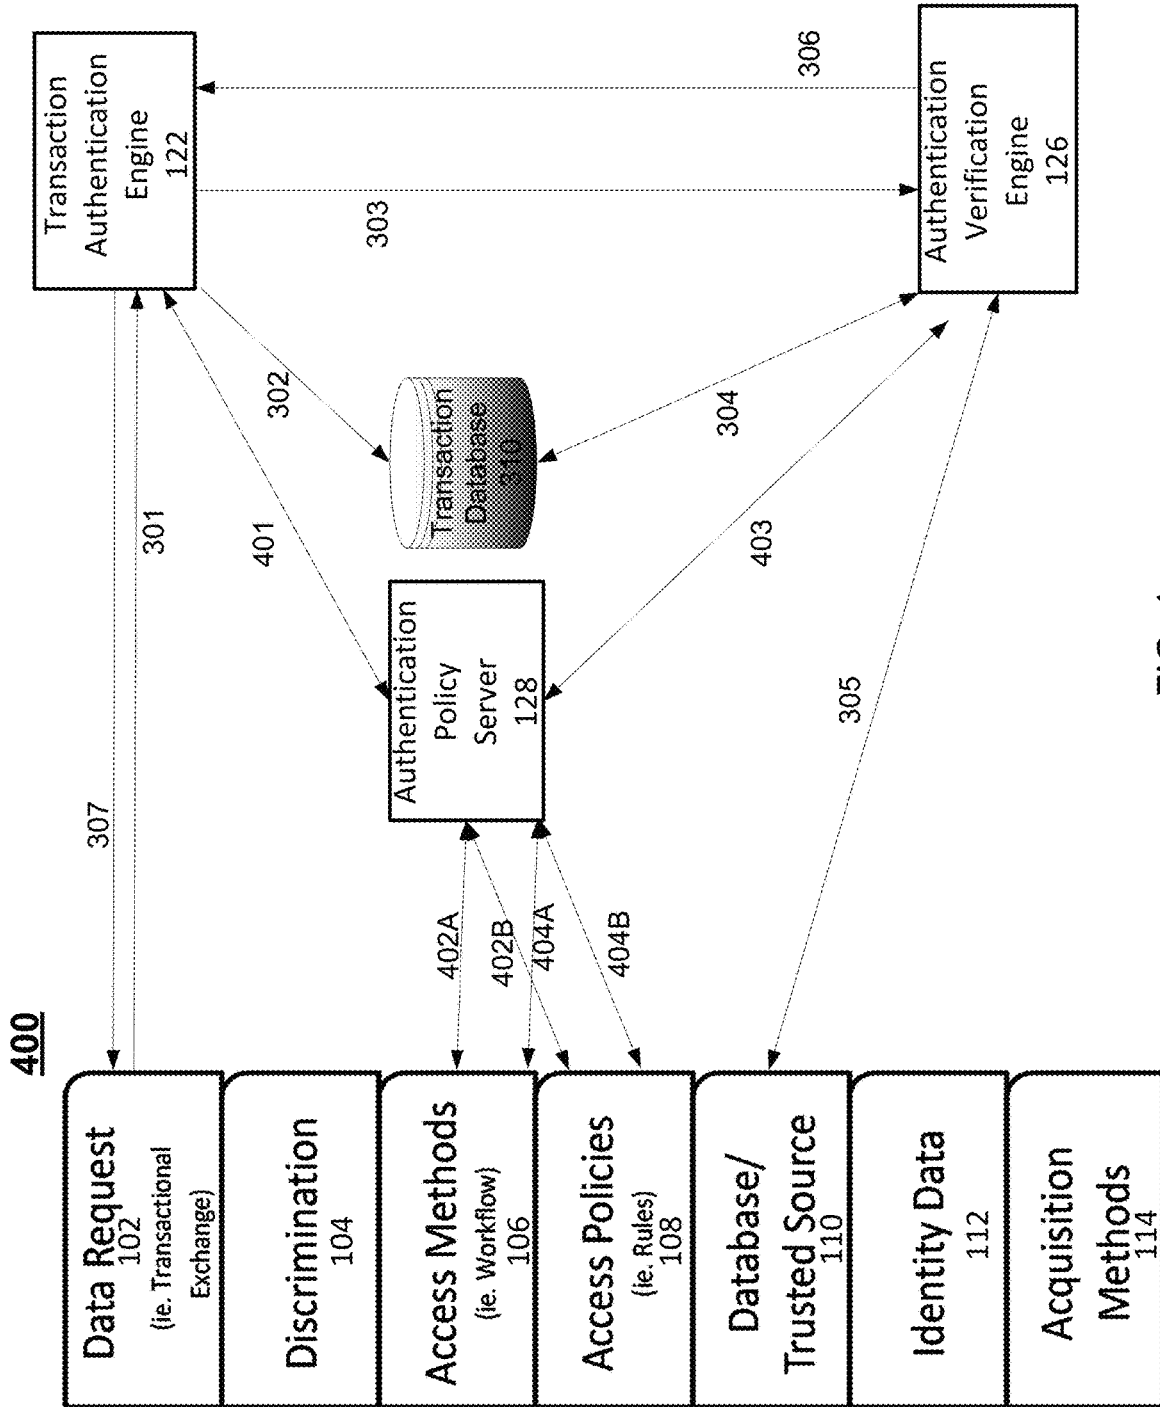 400
Data Request
102
(ie. Transactional
Exchange)
Discrimination
104
Access Methods
(ie. Workflow)
106
Access Policies
(ie. Rules)
108
Database/
Trusted Source
110
Identity Data
112
Acquisition
Methods
114
307
301
401
302
402A
402B
404A
404B
Authentication
Policy
Server
128
Transaction
Database
310
Transaction
Authentication
Engine
122
303
306
304
403
305
Authentication
Verification
Engine
126